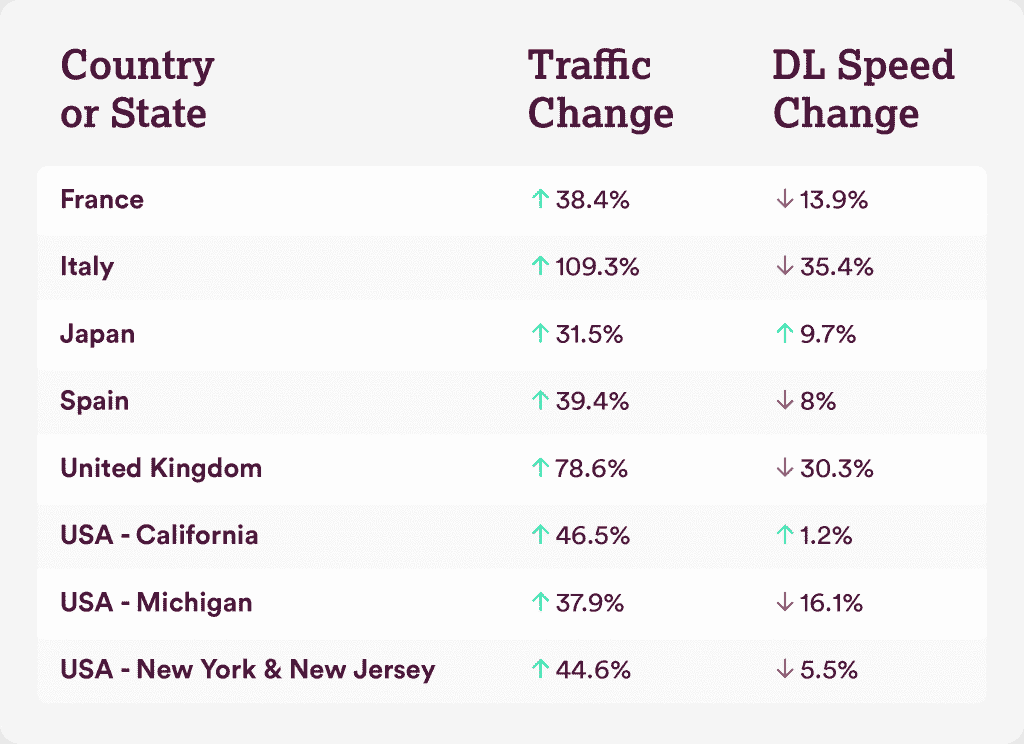 Country or State Traffic Change DL Speed Change
France ↑ 38.4% ↓ 13.9%
Italy ↑ 109.3% ↓ 35.4%
Japan ↑ 31.5% ↑ 9.7%
Spain ↑ 39.4% ↓ 8%
United Kingdom ↑ 78.6% ↓ 30.3%
USA - California ↑ 46.5% ↑ 1.2%
USA - Michigan ↑ 37.9% ↓ 16.1%
USA - New York & New Jersey ↑ 44.6% ↓ 5.5%